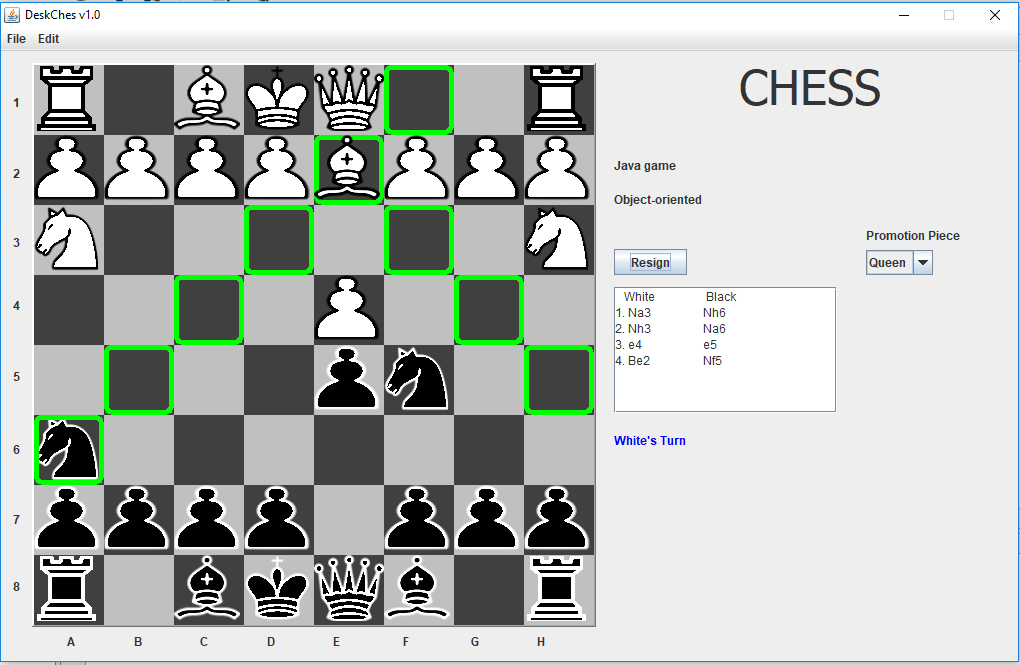 DeskChes v1.0
File Edit
CHESS
Java game
Object-oriented
Promotion Piece
Resign
Queen
White Black
1. Na3 Nh6
2. Nh3 Na6
3. e4 e5
4. Be2 Nf5
White's Turn
1
2
3
4
5
6
7
8
A B C D E F G H